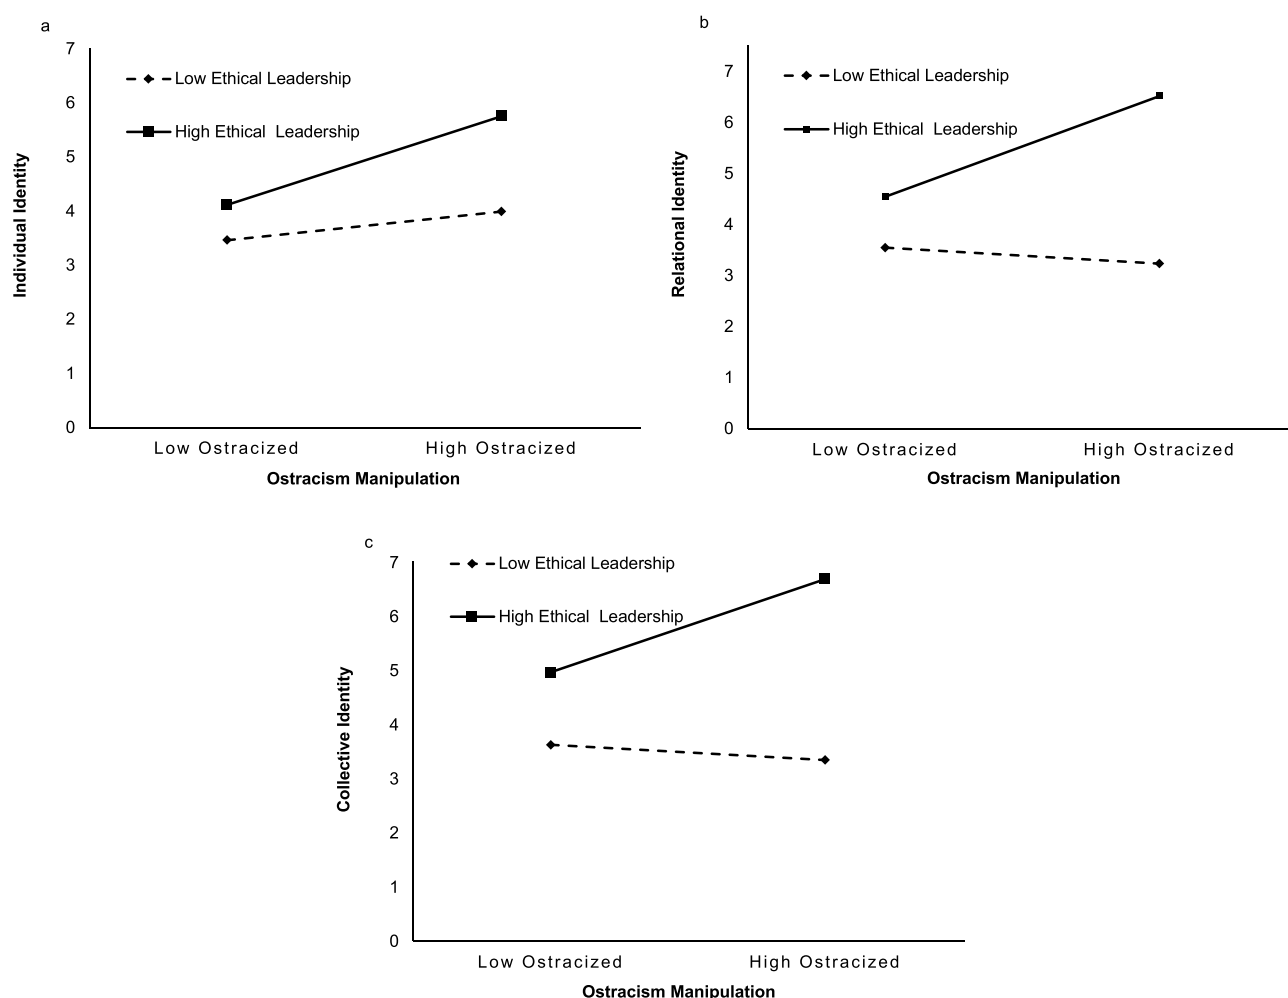 a
7
6
5
4
3
2
1
0
Individual Identity
Low Ethical Leadership
High Ethical Leadership
Low Ostracized
High Ostracized
Ostracism Manipulation
b
7
6
5
4
3
2
1
0
Relational Identity
Low Ethical Leadership
High Ethical Leadership
Low Ostracized
High Ostracized
Ostracism Manipulation
c
7
6
5
4
3
2
1
0
Collective Identity
Low Ethical Leadership
High Ethical Leadership
Low Ostracized
High Ostracized
Ostracism Manipulation